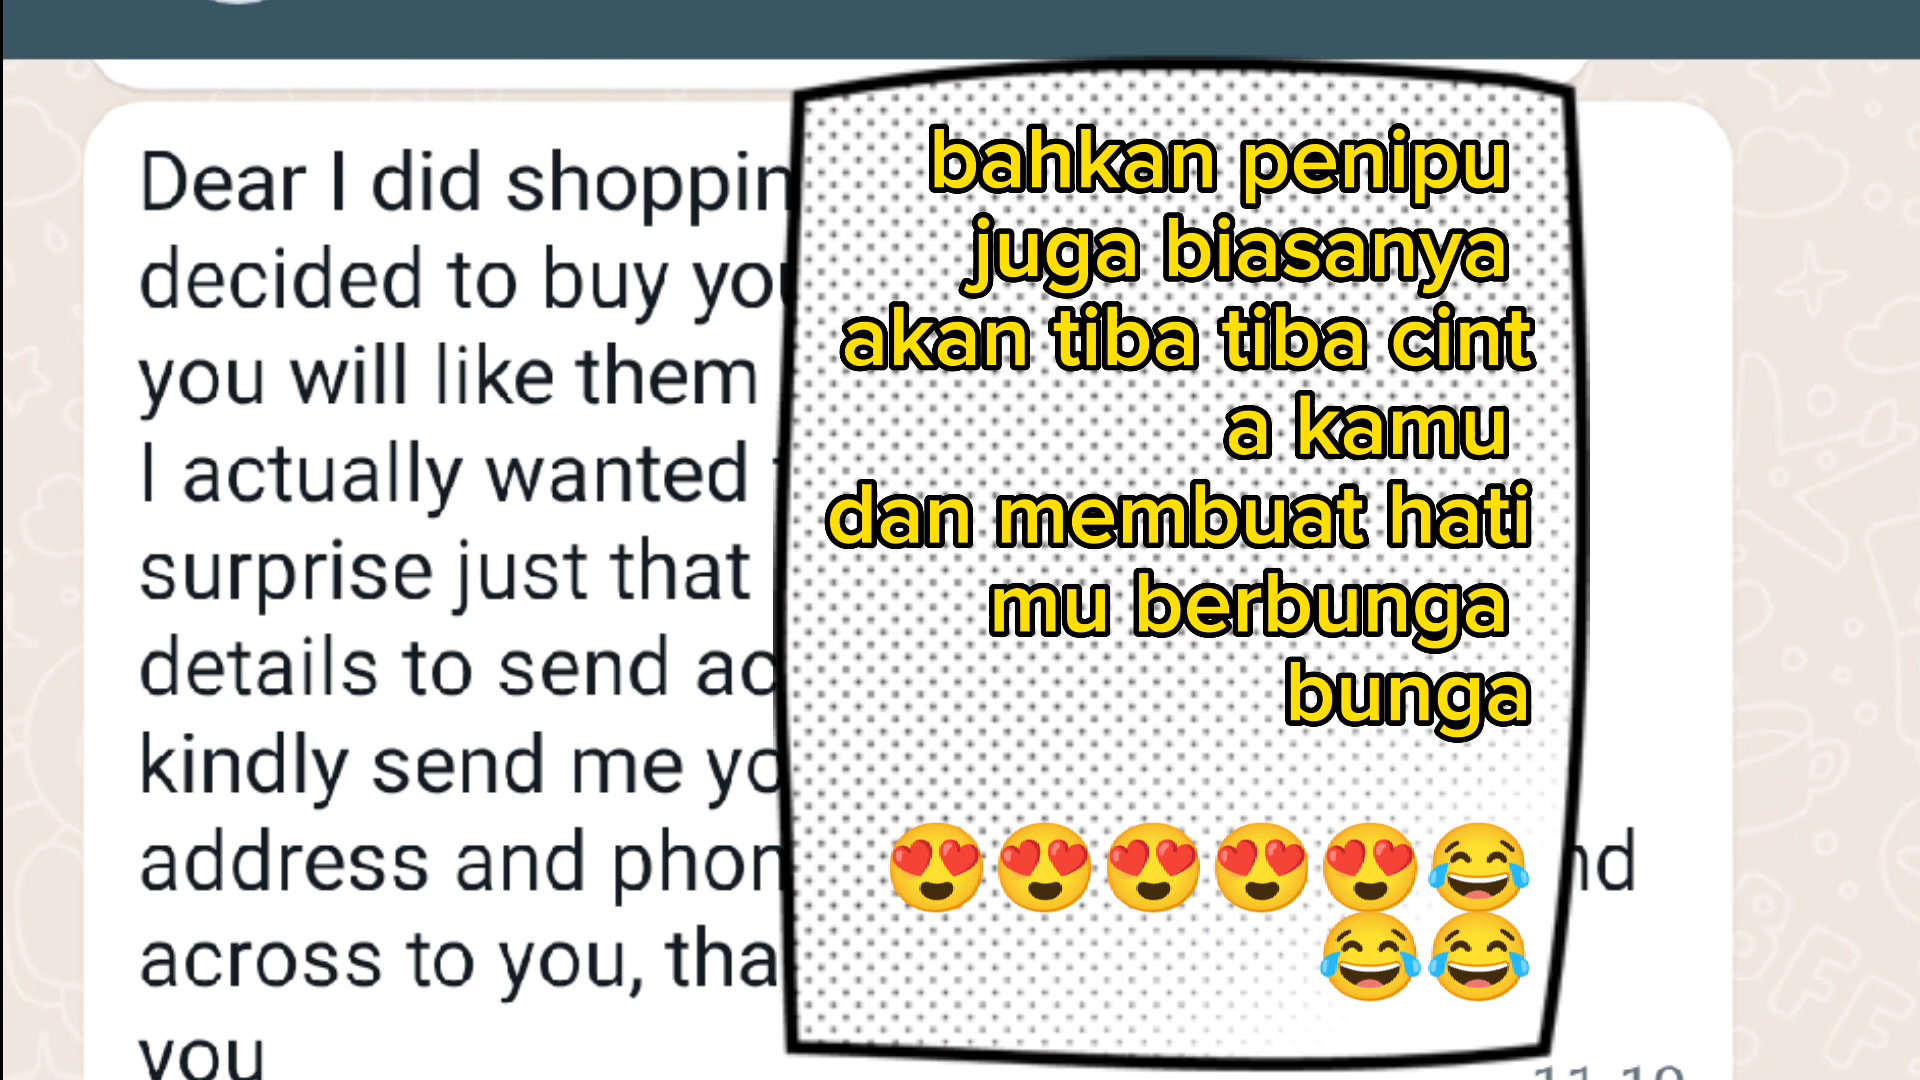 Dear I did shoppin
decided to buy you
you will like them
I actually wanted
surprise just that
details to send ac
kindly send me yo
address and phon
nd
across to you, tha
you
bahkan penipu
juga biasanya
akan tiba tiba cint
a kamu
dan membuat hati
mu berbunga
bunga
😍😍😍😍😍😂
😂😂